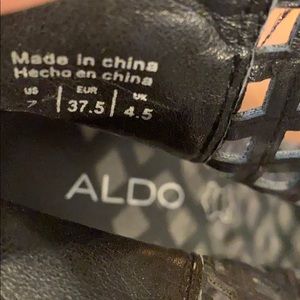 Made in china
Hecho en china
US EUR UK
7 37.5 4.5
ALDO